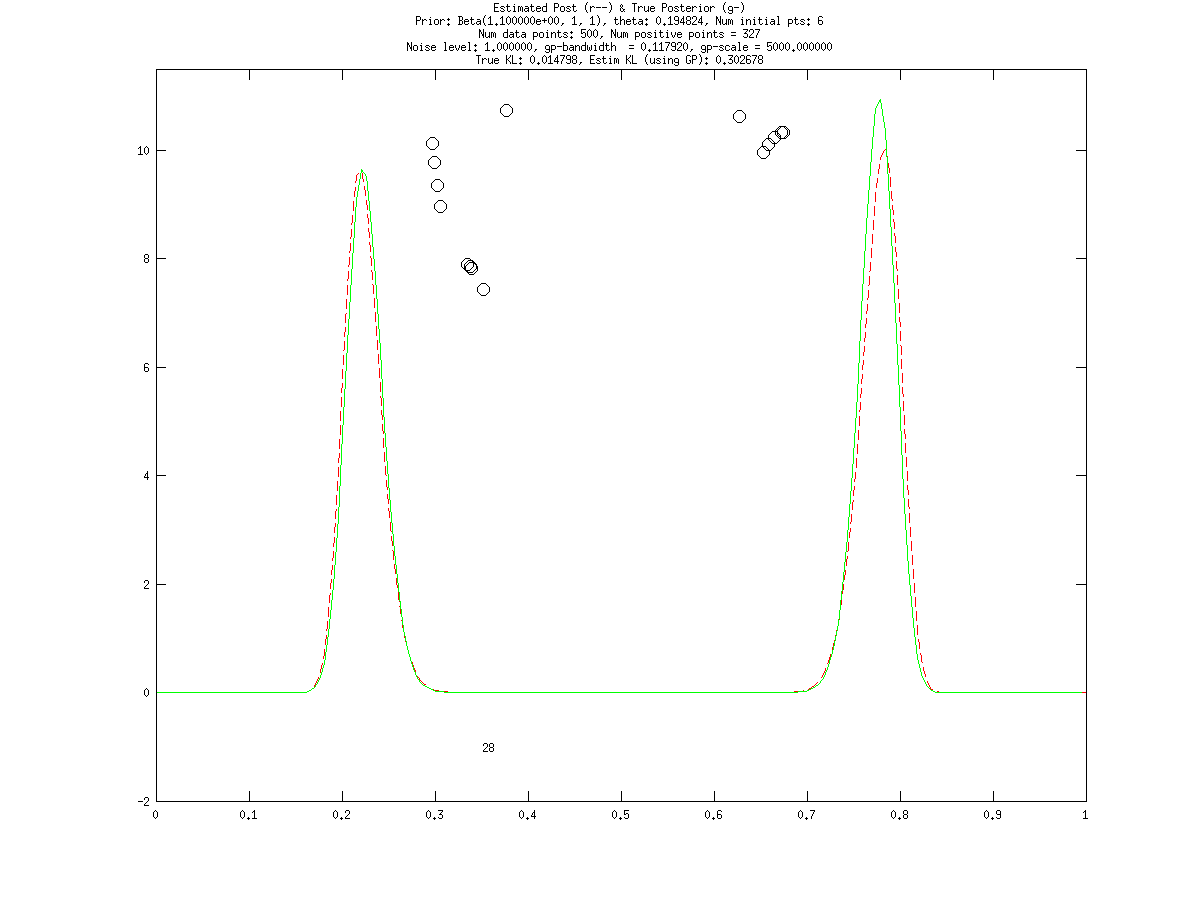 Estimated Post (r--) & True Posterior (g-)
Prior: Beta(1.100000e+00, 1, 1), theta: 0.194824, Num initial pts: 6
Num data points: 500, Num positive points = 327
Noise level: 1.000000, gp-bandwidth  = 0.117920, gp-scale = 5000.000000
True KL: 0.014798, Estim KL (using GP): 0.302678
10
8
6
4
2
0
28
-2
0 0.1 0.2 0.3 0.4 0.5 0.6 0.7 0.8 0.9 1